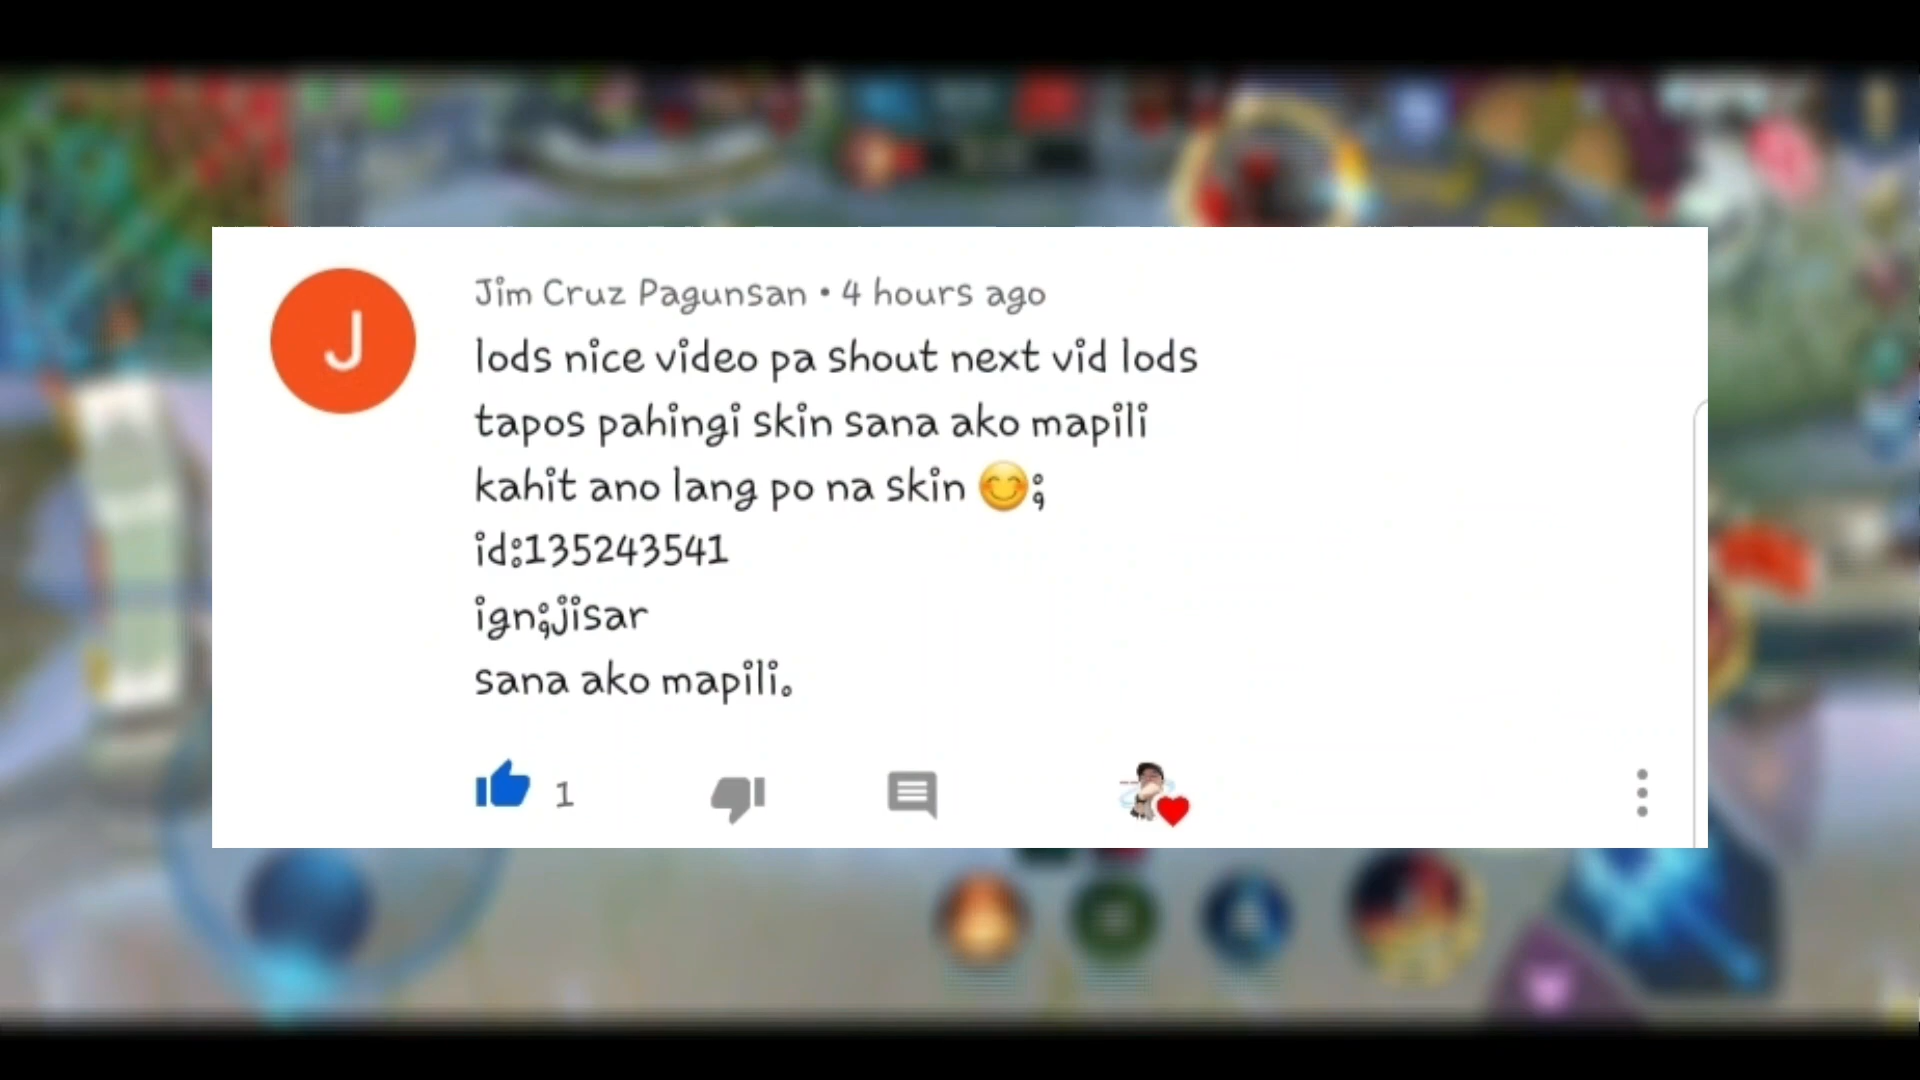 J
Jim Cruz Pagunsan • 4 hours ago
lods nice video pa shout next vid lods
tapos pahingi skin sana ako mapili
kahit ano lang po na skin 😊;
id:135243541
ign;jisar
sana ako mapili.
1